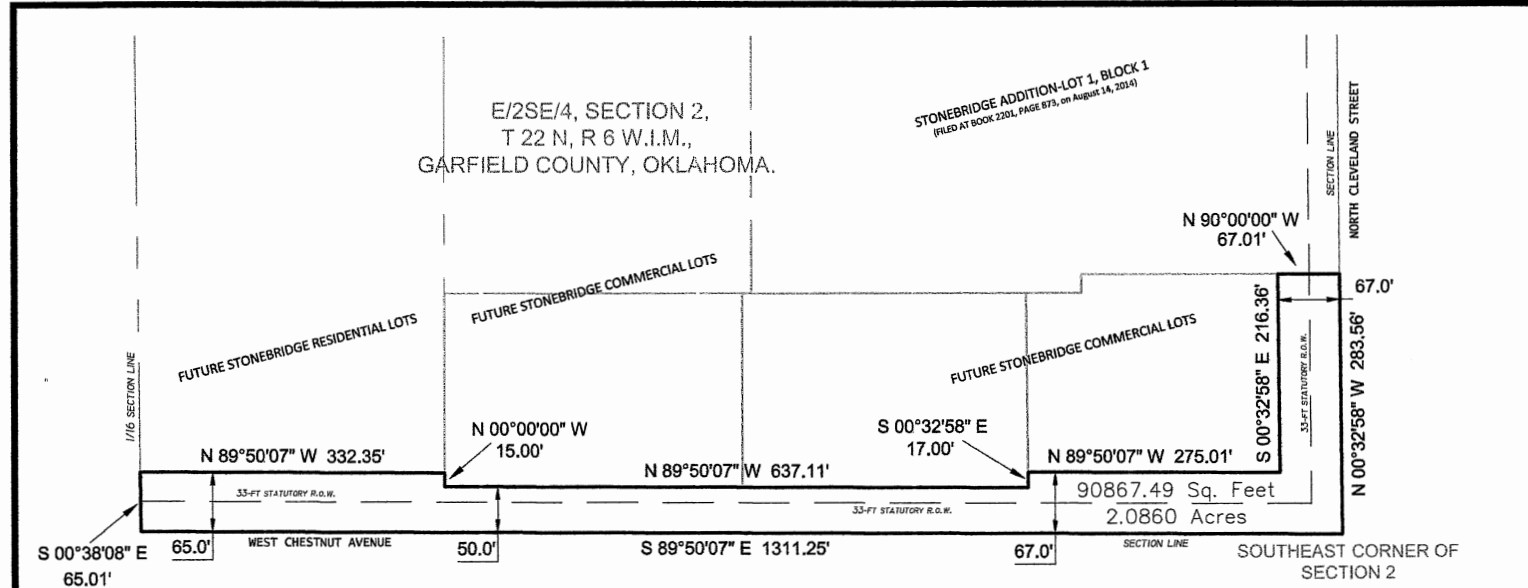 E/2SE/4, SECTION 2,
T 22 N, R 6 W.I.M.,
GARFIELD COUNTY, OKLAHOMA.
STONEBRIDGE ADDITION-LOT 1, BLOCK 1
(FILED AT BOOK 2201, PAGE 873, on August 14, 2014)
SECTION LINE
NORTH CLEVELAND STREET
N 90°00'00" W
67.01'
67.0'
FUTURE STONEBRIDGE RESIDENTIAL LOTS
FUTURE STONEBRIDGE COMMERCIAL LOTS
FUTURE STONEBRIDGE COMMERCIAL LOTS
1/16 SECTION LINE
S 00°32'58" E 216.36'
33-FT STATUTORY R.O.W.
N 00°32'58" W 283.56'
N 00°00'00" W
15.00'
S 00°32'58" E
17.00'
N 89°50'07" W 332.35'
N 89°50'07" W 637.11'
N 89°50'07" W 275.01'
33-FT STATUTORY R.O.W.
33-FT STATUTORY R.O.W.
90867.49 Sq. Feet
2.0860 Acres
S 00°38'08" E
65.01'
65.0'
WEST CHESTNUT AVENUE
50.0'
S 89°50'07" E 1311.25'
67.0'
SECTION LINE
SOUTHEAST CORNER OF
SECTION 2